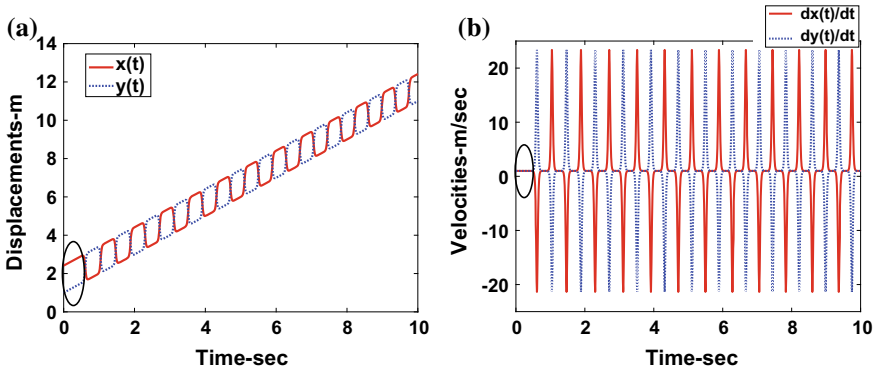 (a)
14
12
10
8
6
4
2
0
Displacements-m
x(t)
y(t)
0 2 4 6 8 10
Time-sec
(b)
dx(t)/dt
dy(t)/dt
20
10
0
-10
-20
Velocities-m/sec
0 2 4 6 8 10
Time-sec